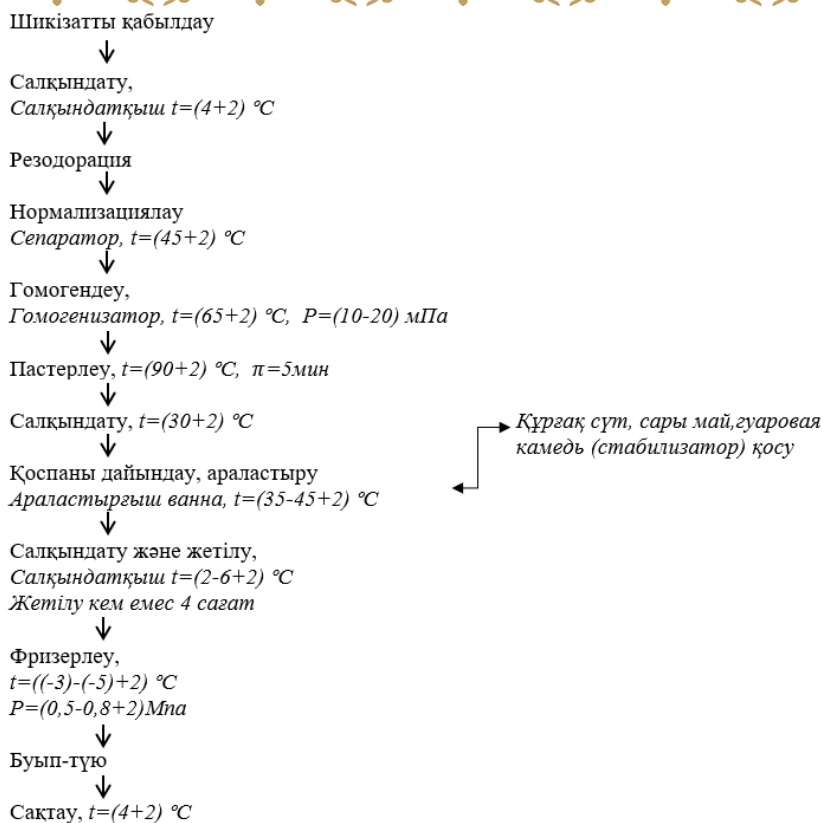 Шикізатты қабылдау
Салқындату,
Салқындатқыш t=(4+2) °C
Резодорация
Нормализациялау
Сепаратор, t=(45+2) °C
Гомогендеу,
Гомогенизатор, t=(65+2) °C, P=(10-20) мПа
Пастерлеу, t=(90+2) °C, π=5мин
Салқындату, t=(30+2) °C
Құрғақ сүт, сары май,гуаровая
камедь (стабилизатор) қосу
Қоспаны дайындау, араластыру
Араластырғыш ванна, t=(35-45+2) °C
Салқындату және жетілу,
Салқындатқыш t=(2-6+2) °C
Жетілу кем емес 4 сағат
Фризерлеу,
t=((-3)-(-5)+2) °C
P=(0,5-0,8+2)Мпа
Буып-түю
Сақтау, t=(4+2) °C